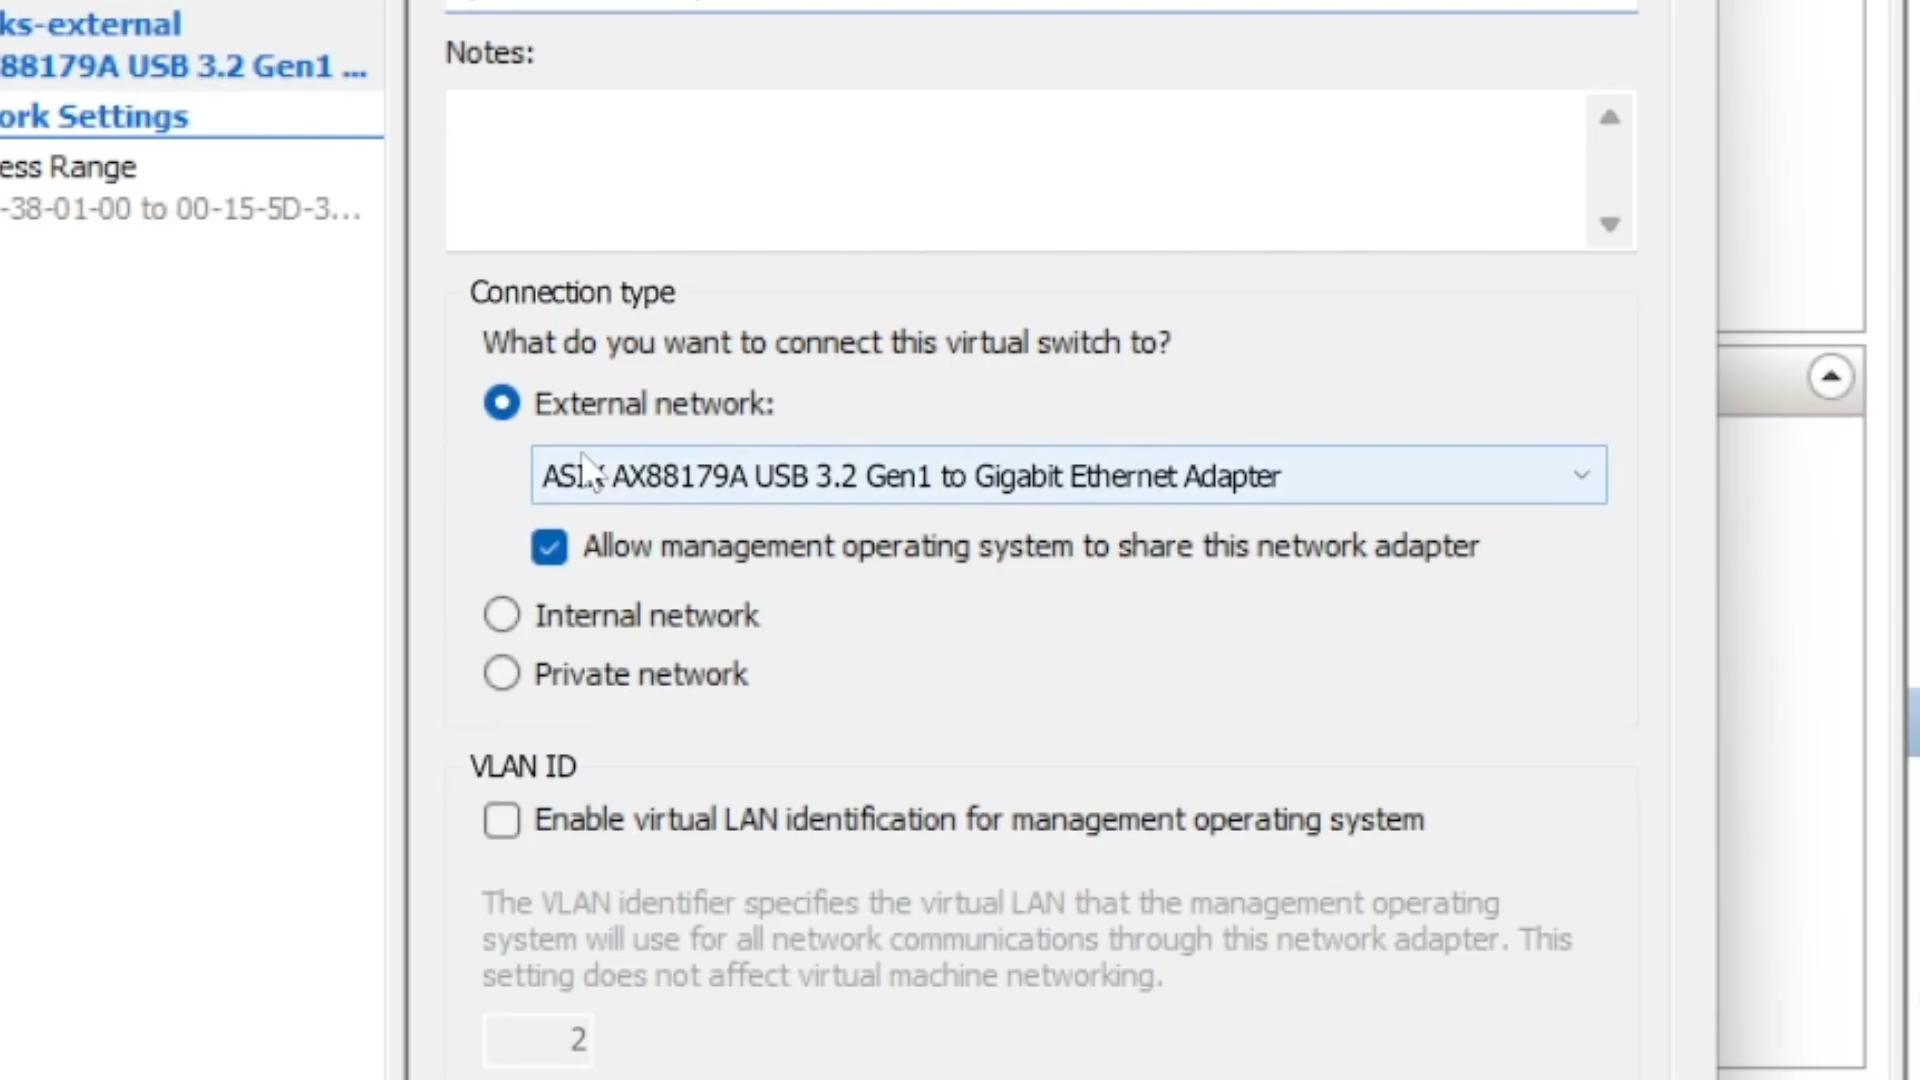 ks-external
88179A USB 3.2 Gen1 ...
ork Settings
ess Range
-38-01-00 to 00-15-5D-3...
Notes:
Connection type
What do you want to connect this virtual switch to?
External network:
ASIX AX88179A USB 3.2 Gen1 to Gigabit Ethernet Adapter
Allow management operating system to share this network adapter
Internal network
Private network
VLAN ID
Enable virtual LAN identification for management operating system
The VLAN identifier specifies the virtual LAN that the management operating
system will use for all network communications through this network adapter. This
setting does not affect virtual machine networking.
2